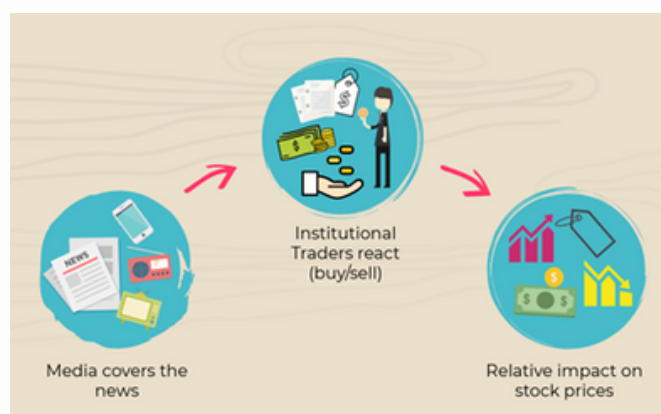 NEWS
Media covers the
news
$
$
Institutional
Traders react
(buy/sell)
$
$ $
Relative impact on
stock prices